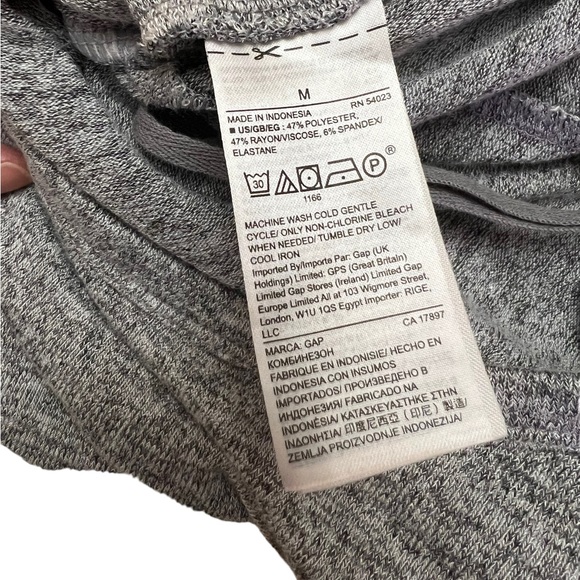 M
MADE IN INDONESIA RN 54023
■ US/GB/EG : 47% POLYESTER,
47% RAYON/VISCOSE, 6% SPANDEX/
ELASTANE
30 P
1166
MACHINE WASH COLD GENTLE
CYCLE/ ONLY NON-CHLORINE BLEACH
WHEN NEEDED/ TUMBLE DRY LOW/
COOL IRON
Imported By/Importe Par: Gap (UK
Holdings) Limited: GPS (Great Britain)
Limited Gap Stores (Ireland) Limited Gap
Europe Limited All at 103 Wigmore Street,
London, W1U 1QS Egypt Importer: RIGE,
LLC
MARCA: GAP CA 17897
КОМБИНЕЗОН
FABRIQUE EN INDONISIE/ HECHO EN
INDONESIA CON INSUMOS
IMPORTADOS/ ПРОИЗВЕДЕНО В
ИНДОНЕЗИЯ/ FABRICADO NA
INDONÉSIA/ ΚΑΤΑΣΚΕΥΑΣΤΗΚΕ ΣΤΗΝ
ΙΝΔΟΝΗΣΙΑ/ 印度尼西亞 (印尼) 製造/
ZEMLJA PROIZVODNJE INDONEZIJA